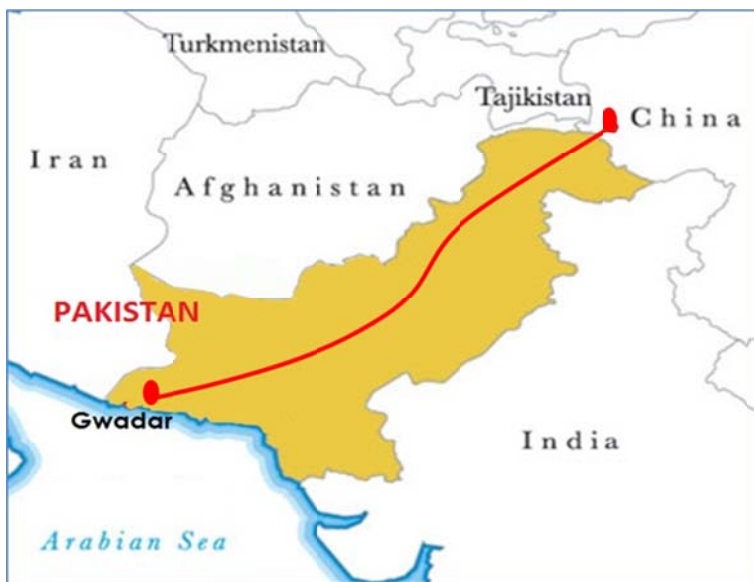 Turkmenistan
Tajikistan
China
Iran
Afghanistan
PAKISTAN
Gwadar
India
Arabian Sea